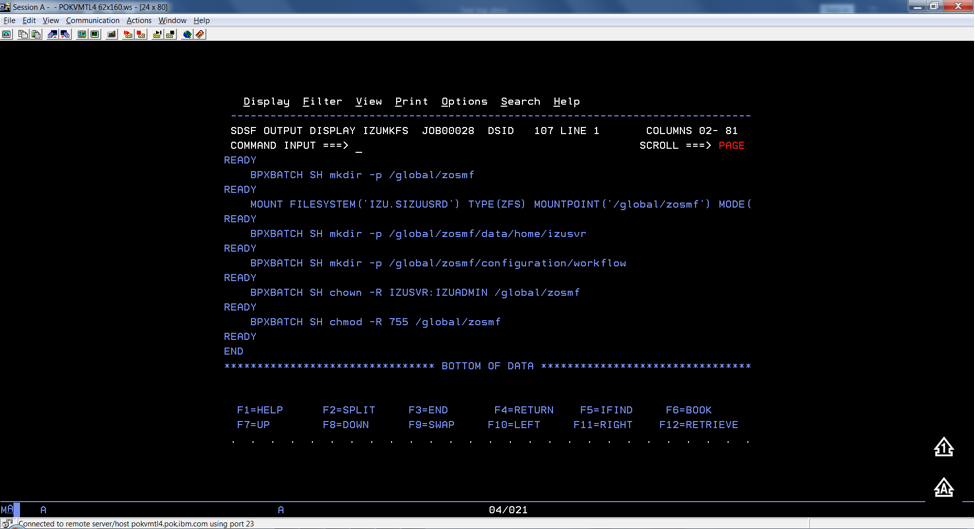 Session A - - POKVMTL4 62x160.ws - [24 x 80]
File Edit View Communication Actions Window Help
Display Filter View Print Options Search Help
-------------------------------------------------------------------------------
SDSF OUTPUT DISPLAY IZUMKFS JOB00028 DSID 107 LINE 1 COLUMNS 02- 81
COMMAND INPUT ===> _ SCROLL ===> PAGE
READY
BPXBATCH SH mkdir -p /global/zosmf
READY
MOUNT FILESYSTEM('IZU.SIZUUSRD') TYPE(ZFS) MOUNTPOINT('/global/zosmf') MODE(
READY
BPXBATCH SH mkdir -p /global/zosmf/data/home/izusvr
READY
BPXBATCH SH mkdir -p /global/zosmf/configuration/workflow
READY
BPXBATCH SH chown -R IZUSVR:IZUADMIN /global/zosmf
READY
BPXBATCH SH chmod -R 755 /global/zosmf
READY
END
******************************** BOTTOM OF DATA ********************************
F1=HELP F2=SPLIT F3=END F4=RETURN F5=IFIND F6=BOOK
F7=UP F8=DOWN F9=SWAP F10=LEFT F11=RIGHT F12=RETRIEVE
. . . . . . . . . . . . . . . . . . . . . . . . . . .
1
A
MA A A 04/021
Connected to remote server/host pokvmtl4.pok.ibm.com using port 23